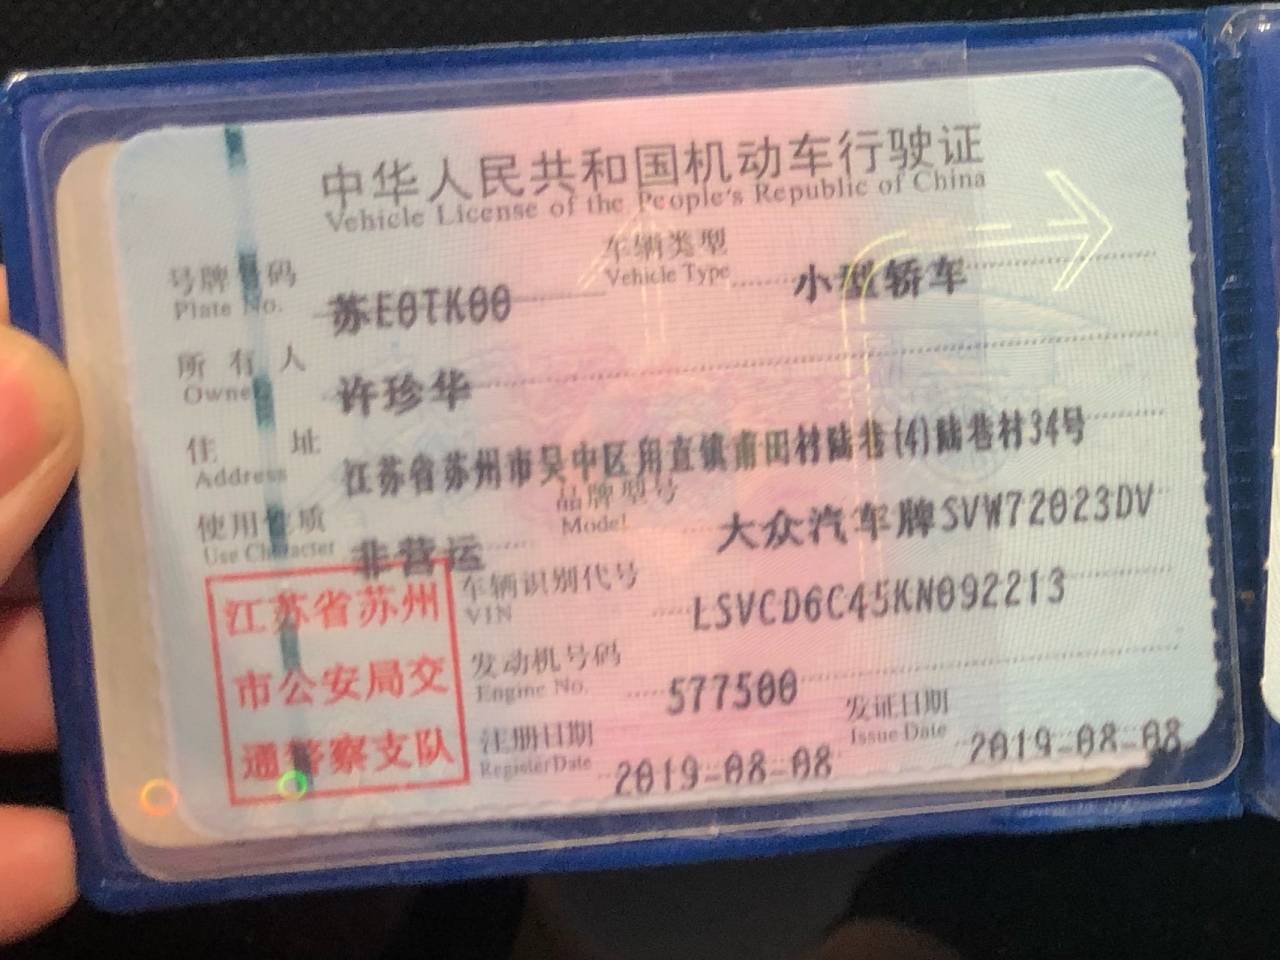 中华人民共和国机动车行驶证
Vehicle License of the People's Republic of China
号牌号码 苏E0TK00 车辆类型 小型轿车
Plate No. Vehicle Type
所有人 许珍华
Owner
住址 江苏省苏州市吴中区甪直镇甫田村陆巷(4)陆巷村34号
Address
使用性质 非营运 品牌型号 大众汽车牌SVW72023DV
Use Character Model
江苏省苏州
市公安局交
通警察支队
车辆识别代号 LSVCD6C45KN092213
VIN
发动机号码 577500
Engine No.
注册日期 2019-08-08 发证日期 2019-08-08
Register Date Issue Date